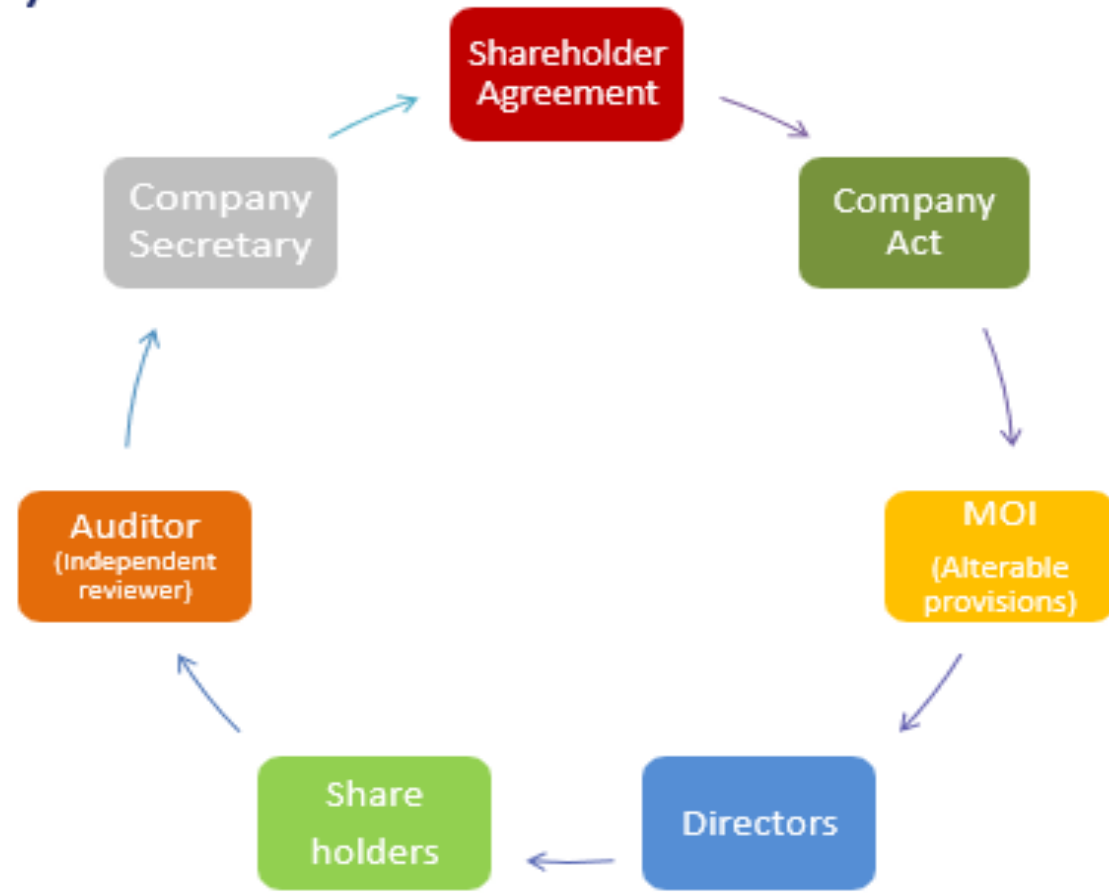 Shareholder
Agreement
Company
Act
MOI
(Alterable
provisions)
Directors
Share
holders
Auditor
(Independent
reviewer)
Company
Secretary